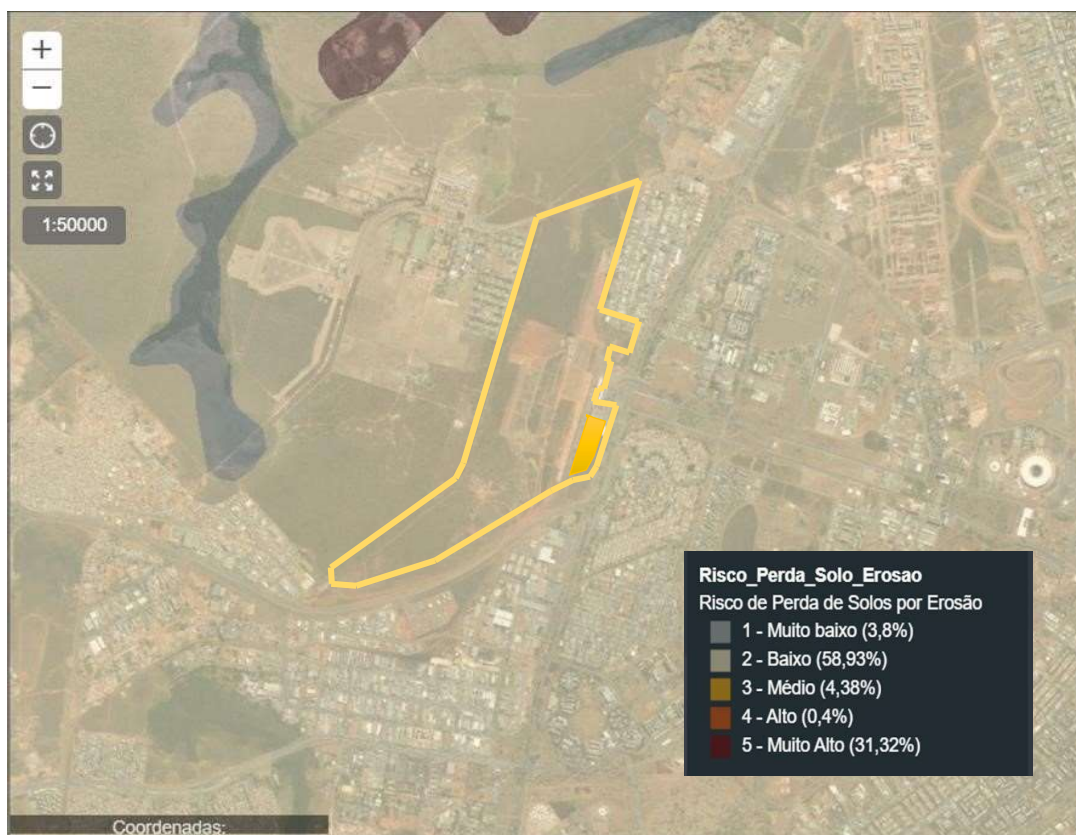 +
−
1:50000
Risco_Perda_Solo_Erosao
Risco de Perda de Solos por Erosão
1 - Muito baixo (3,8%)
2 - Baixo (58,93%)
3 - Médio (4,38%)
4 - Alto (0,4%)
5 - Muito Alto (31,32%)
Coordenadas: